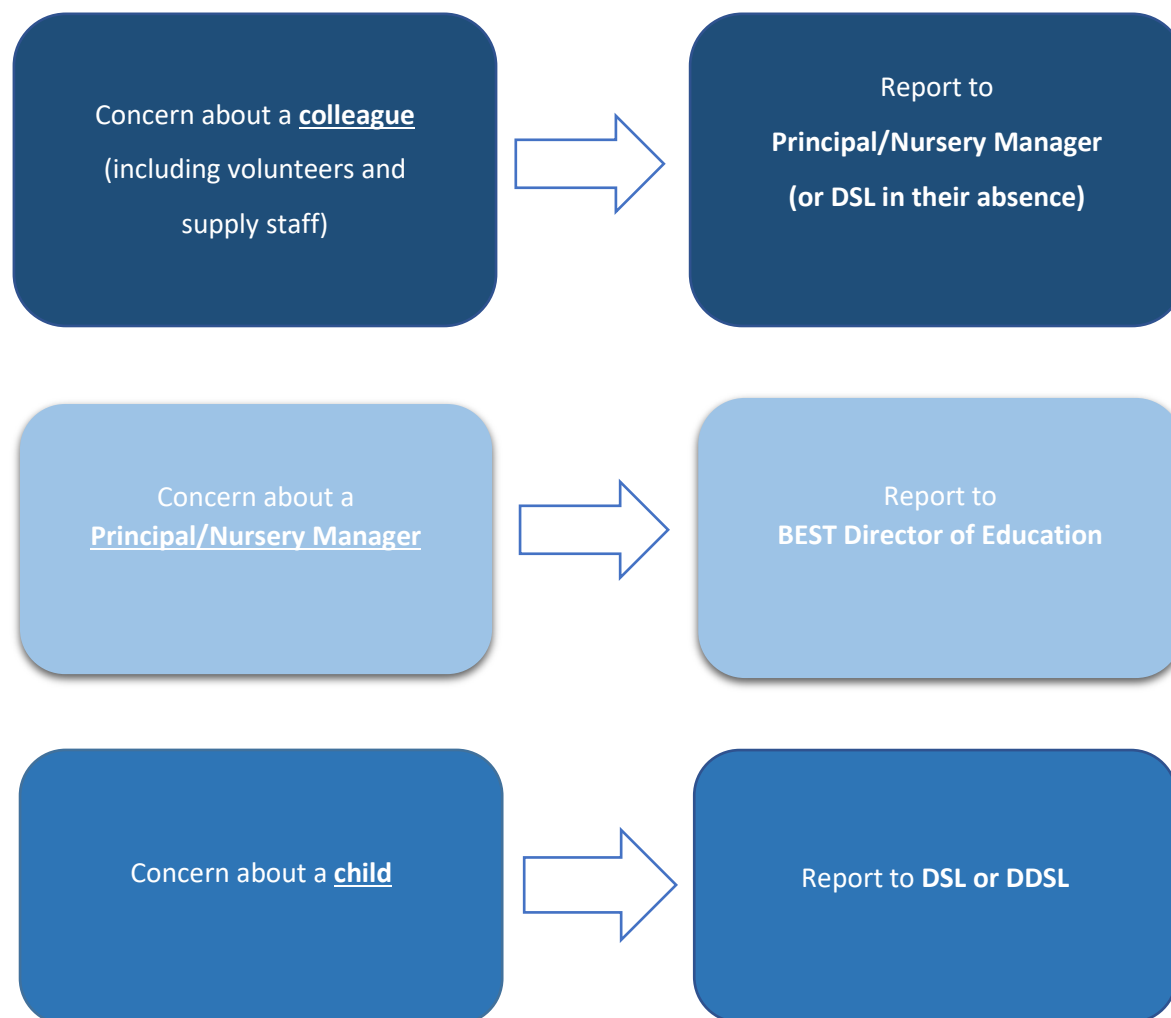 Concern about a colleague
(including volunteers and
supply staff)
Report to
Principal/Nursery Manager
(or DSL in their absence)
Concern about a
Principal/Nursery Manager
Report to
BEST Director of Education
Concern about a child
Report to DSL or DDSL